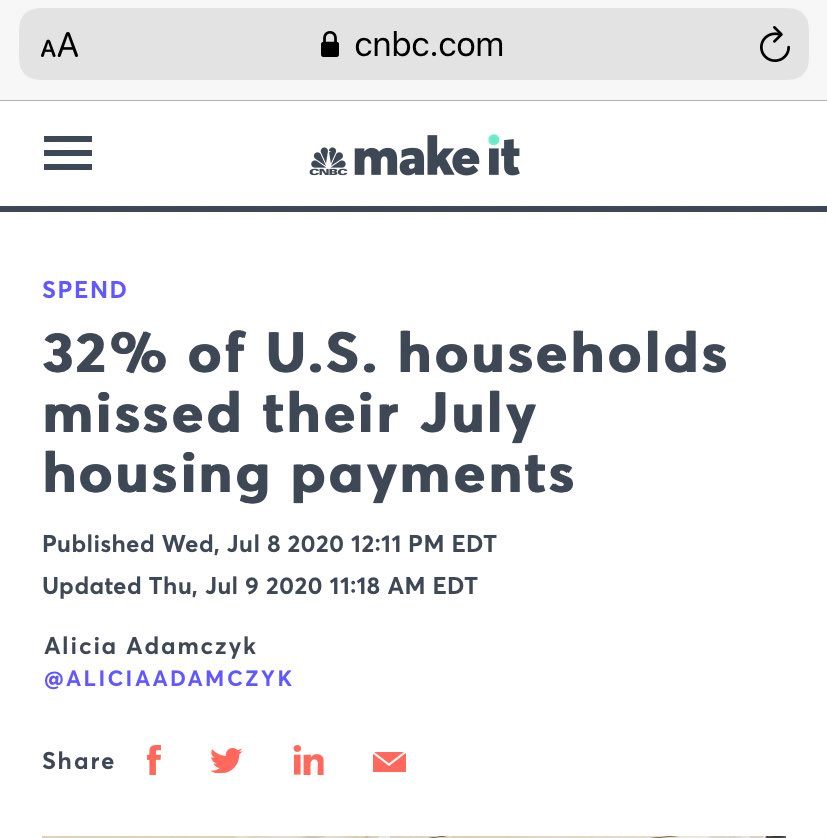 AA cnbc.com
CNBC make it
SPEND
32% of U.S. households
missed their July
housing payments
Published Wed, Jul 8 2020 12:11 PM EDT
Updated Thu, Jul 9 2020 11:18 AM EDT
Alicia Adamczyk
@ALICIAADAMCZYK
Share f in